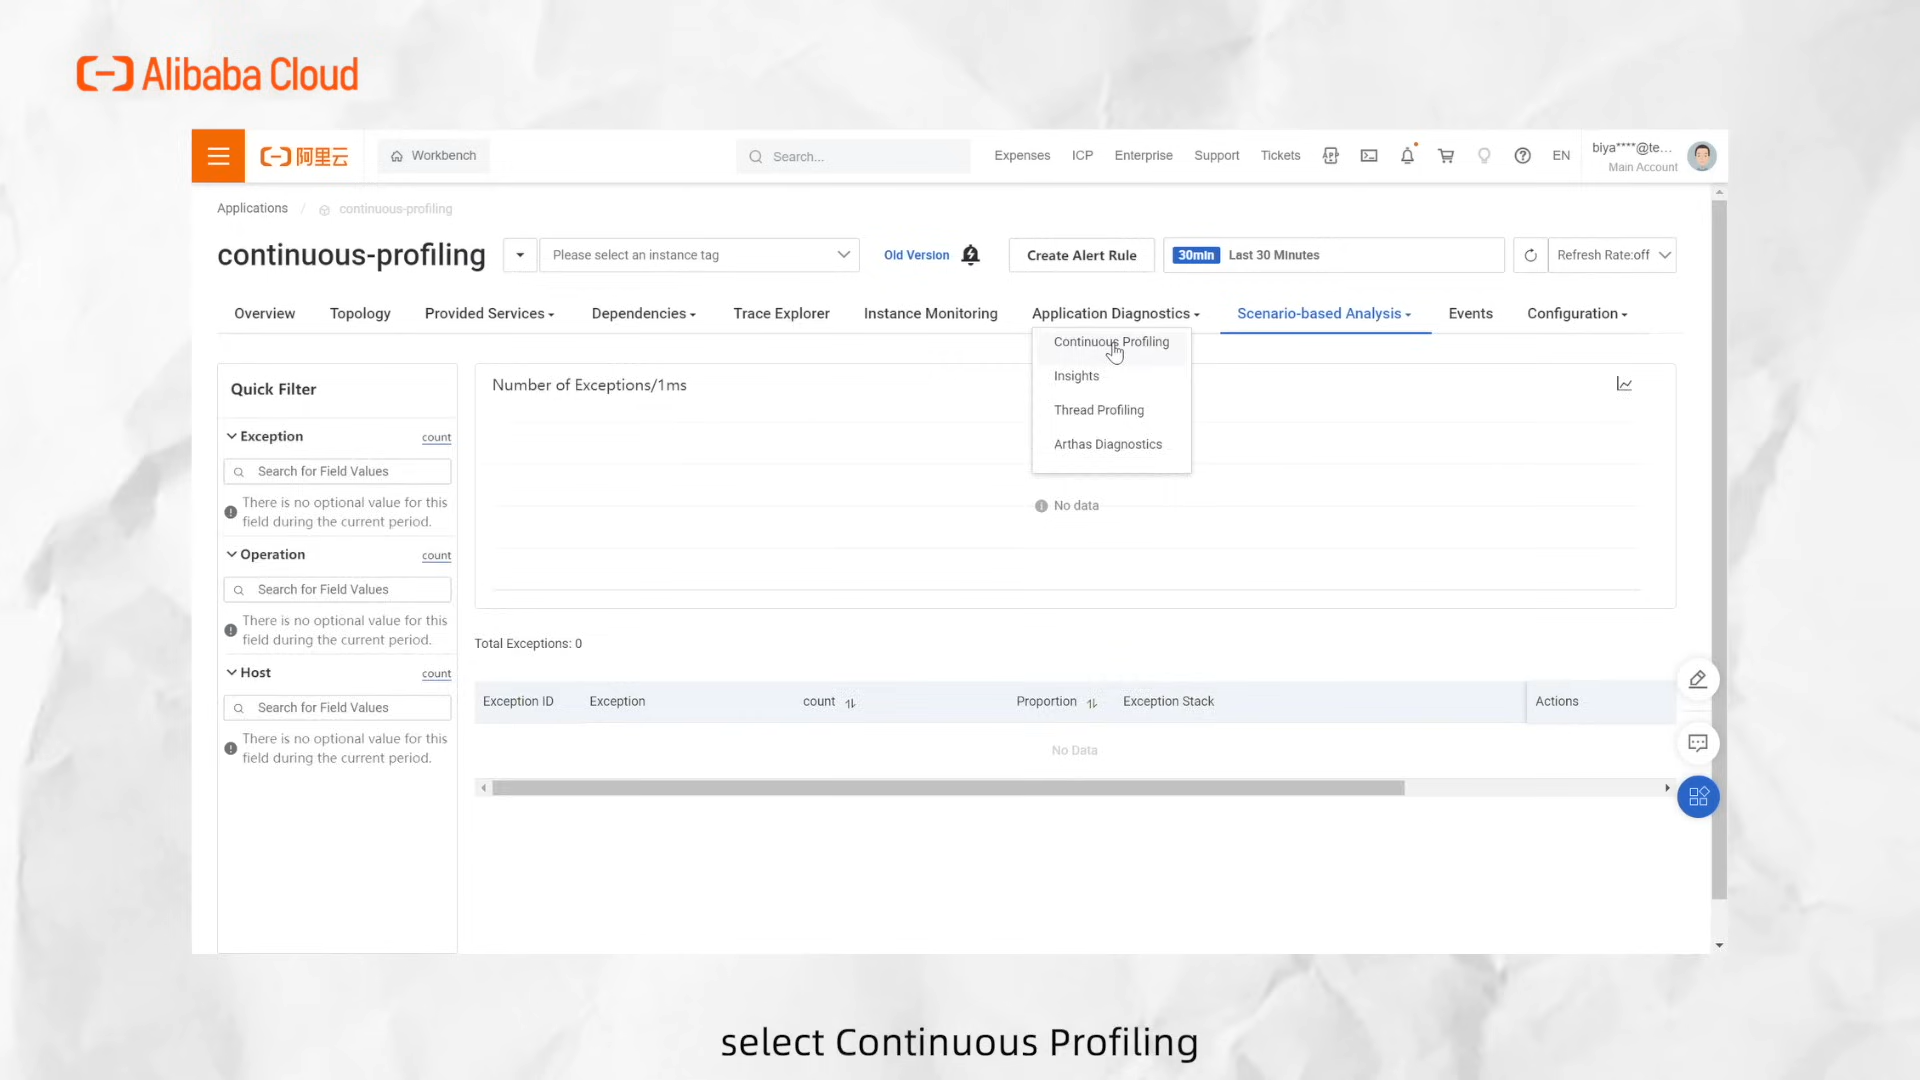 Alibaba Cloud
阿里云
Workbench
Search...
Expenses
ICP
Enterprise
Support
Tickets
EN
biya****@te...
Main Account
Applications / continuous-profiling
continuous-profiling
Please select an instance tag
Old Version
Create Alert Rule
30min Last 30 Minutes
Refresh Rate:off
Overview
Topology
Provided Services
Dependencies
Trace Explorer
Instance Monitoring
Application Diagnostics
Scenario-based Analysis
Events
Configuration
Continuous Profiling
Insights
Thread Profiling
Arthas Diagnostics
Quick Filter
Exception count
Search for Field Values
There is no optional value for this
field during the current period.
Operation count
Search for Field Values
There is no optional value for this
field during the current period.
Host count
Search for Field Values
There is no optional value for this
field during the current period.
Number of Exceptions/1ms
No data
Total Exceptions: 0
Exception ID
Exception
count
Proportion
Exception Stack
Actions
No Data
select Continuous Profiling